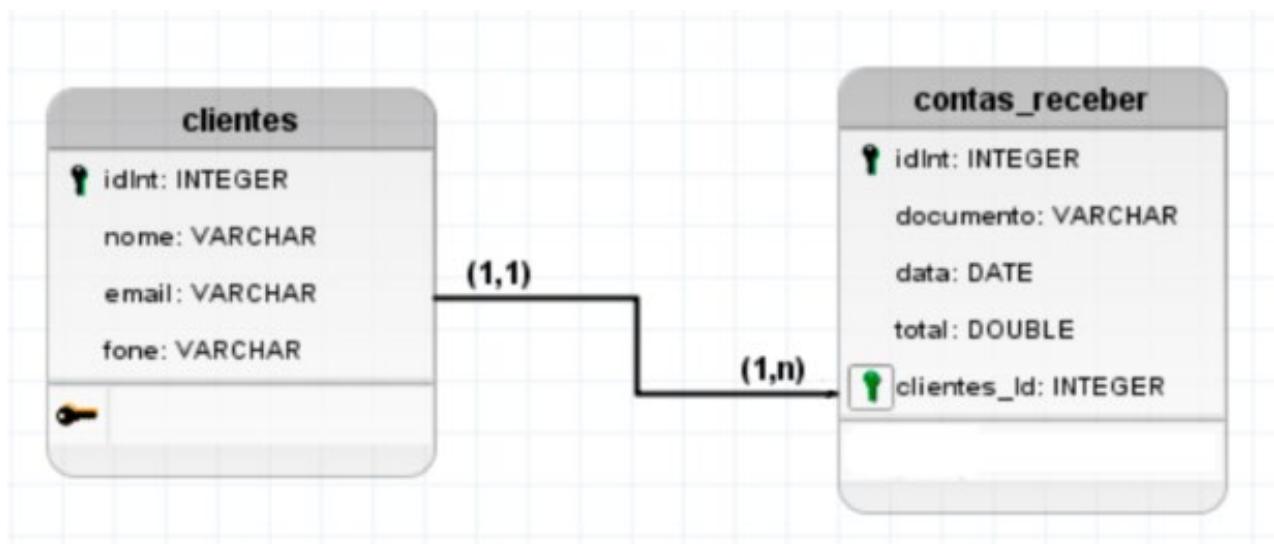 clientes
idInt: INTEGER
nome: VARCHAR
email: VARCHAR
fone: VARCHAR
(1,1)
(1,n)
contas_receber
idInt: INTEGER
documento: VARCHAR
data: DATE
total: DOUBLE
clientes_Id: INTEGER